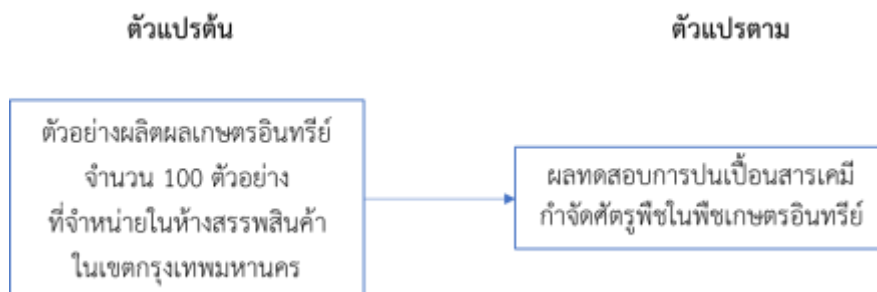 ตัวแปรต้น
ตัวแปรตาม
ตัวอย่างผลิตผลเกษตรอินทรีย์
จำนวน 100 ตัวอย่าง
ที่จำหน่ายในห้างสรรพสินค้า
ในเขตกรุงเทพมหานคร
ผลทดสอบการปนเปื้อนสารเคมี
กำจัดศัตรูพืชในพืชเกษตรอินทรีย์